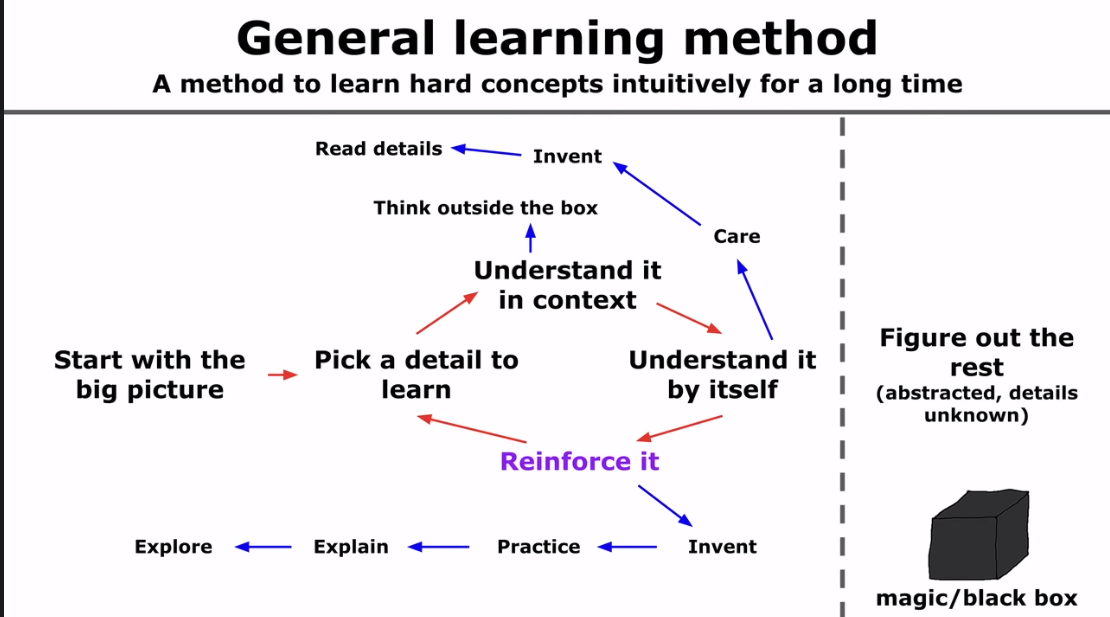 General learning method
A method to learn hard concepts intuitively for a long time
Read details
Invent
Think outside the box
Care
Understand it
in context
Start with the
big picture
Pick a detail to
learn
Understand it
by itself
Reinforce it
Explore
Explain
Practice
Invent
Figure out the
rest
(abstracted, details
unknown)
magic/black box